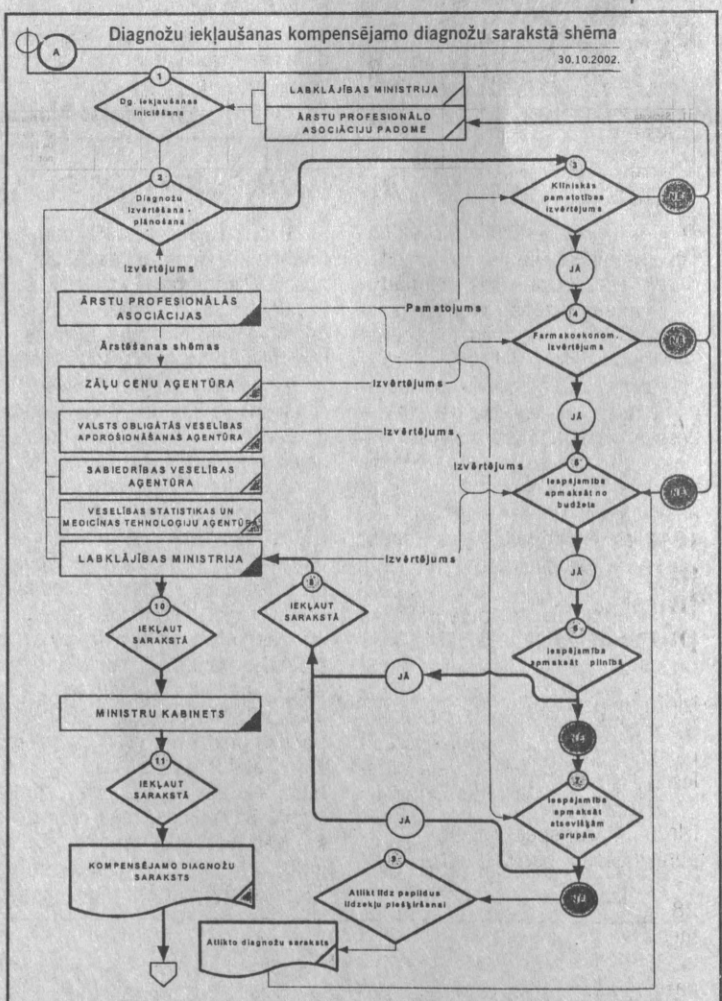 Diagnožu iekļaušanas kompensējamo diagnožu sarakstā shēma
A
30.10.2002.
1
Dg. iekļaušanas
iniciēšana
LABKLĀJĪBAS MINISTRIJA
ĀRSTU PROFESIONĀLO
ASOCIĀCIJU PADOME
2
Diagnožu
izvērtēšana -
plānošana
3
Klīniskās
pamatotības
izvērtējums
NĒ
Izvērtējums
JĀ
ĀRSTU PROFESIONĀLĀS
ASOCIĀCIJAS
Pamatojums
4
Farmakoekonom.
izvērtējums
NĒ
Ārstēšanas shēmas
ZĀĻU CENU AĢENTŪRA
Izvērtējums
JĀ
VALSTS OBLIGĀTĀS VESELĪBAS
APDROŠINĀŠANAS AĢENTŪRA
Izvērtējums
SABIEDRĪBAS VESELĪBAS
AĢENTŪRA
Izvērtējums
5
Iespējamība
apmaksāt no
budžeta
NĒ
VESELĪBAS STATISTIKAS UN
MEDICĪNAS TEHNOLOĢIJU AĢENTŪRA
LABKLĀJĪBAS MINISTRIJA
Izvērtējums
JĀ
8
IEKĻAUT
SARAKSTĀ
10
IEKĻAUT
SARAKSTĀ
6
Iespējamība
apmaksāt pilnībā
JĀ
MINISTRU KABINETS
NĒ
11
IEKĻAUT
SARAKSTĀ
7
Iespējamība
apmaksāt
atsevišķām
grupām
JĀ
KOMPENSĒJAMO DIAGNOŽU
SARAKSTS
9
Atlikt līdz papildus
līdzekļu piešķiršanai
NĒ
Atlikto diagnožu saraksts